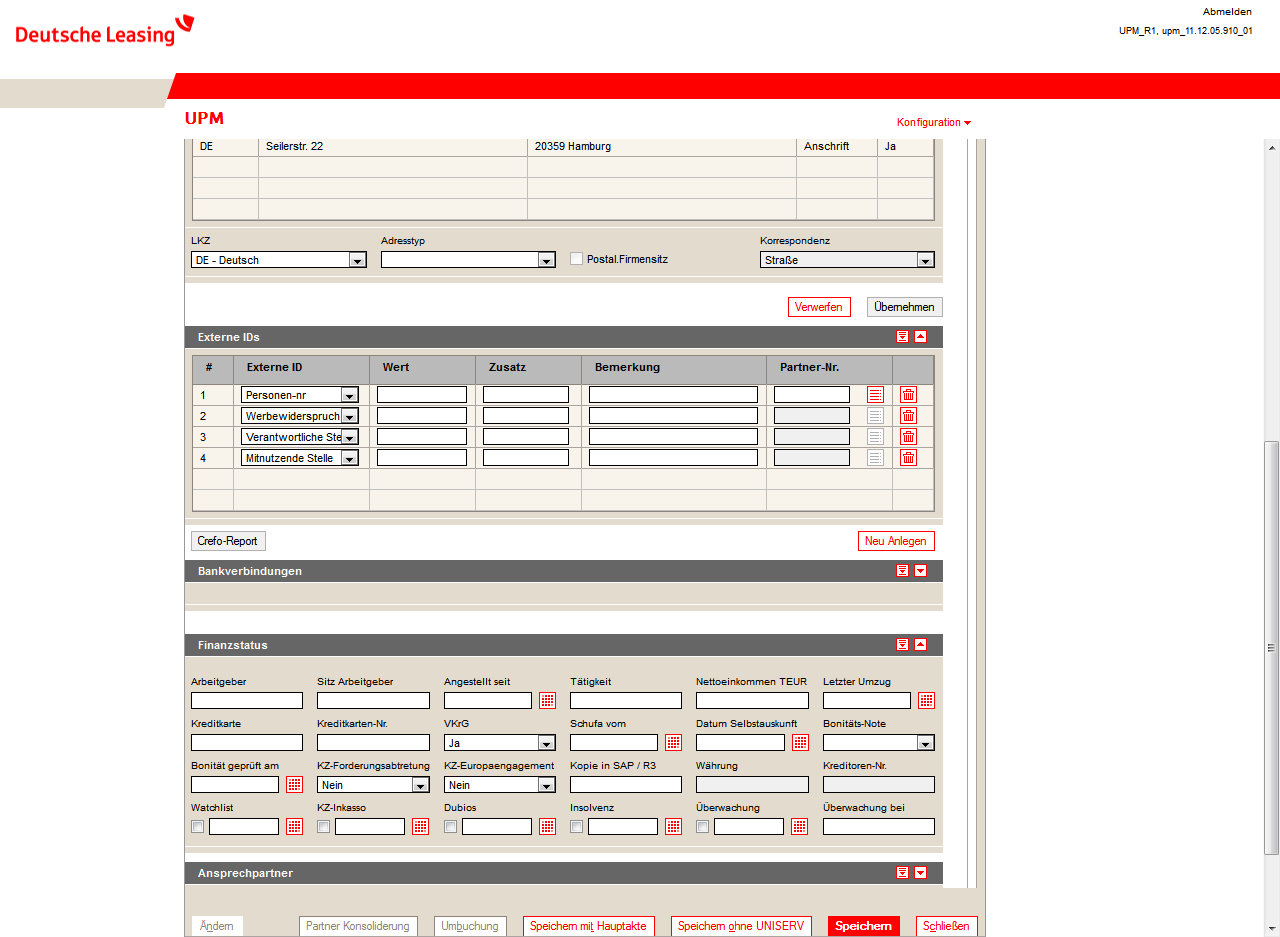 Abmelden
Deutsche Leasing
UPM_R1, upm_11.12.05.910_01
UPM
Konfiguration
DE Seilerstr. 22 20359 Hamburg Anschrift Ja
LKZ Adresstyp Korrespondenz
DE - Deutsch Postal.Firmensitz Straße
Verwerfen Übernehmen
Externe IDs
# Externe ID Wert Zusatz Bemerkung Partner-Nr.
1 Personen-nr
2 Werbewiderspruch
3 Verantwortliche Ste
4 Mitnutzende Stelle
Crefo-Report Neu Anlegen
Bankverbindungen
Finanzstatus
Arbeitgeber Sitz Arbeitgeber Angestellt seit Tätigkeit Nettoeinkommen TEUR Letzter Umzug
Kreditkarte Kreditkarten-Nr. VKrG Schufa vom Datum Selbstauskunft Bonitäts-Note
Ja
Bonität geprüft am KZ-Forderungsabtretung KZ-Europaengagement Kopie in SAP / R3 Währung Kreditoren-Nr.
Nein Nein
Watchlist KZ-Inkasso Dubios Insolvenz Überwachung Überwachung bei
Ansprechpartner
Ändern Partner Konsolidierung Umbuchung Speichern mit Hauptakte Speichern ohne UNISERV Speichern Schließen